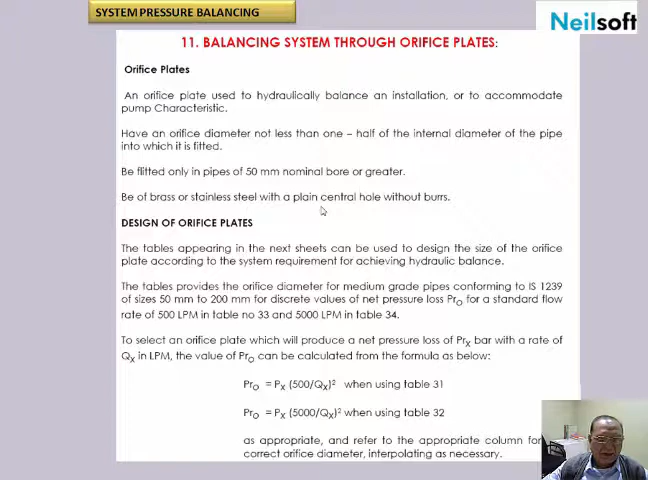 SYSTEM PRESSURE BALANCING
Neilsoft
11. BALANCING SYSTEM THROUGH ORIFICE PLATES:
Orifice Plates
An orifice plate used to hydraulically balance an installation, or to accommodate
pump Characteristic.
Have an orifice diameter not less than one – half of the internal diameter of the pipe
into which it is fitted.
Be flitted only in pipes of 50 mm nominal bore or greater.
Be of brass or stainless steel with a plain central hole without burrs.
DESIGN OF ORIFICE PLATES
The tables appearing in the next sheets can be used to design the size of the orifice
plate according to the system requirement for achieving hydraulic balance.
The tables provides the orifice diameter for medium grade pipes conforming to IS 1239
of sizes 50 mm to 200 mm for discrete values of net pressure loss PrO for a standard flow
rate of 500 LPM in table no 33 and 5000 LPM in table 34.
To select an orifice plate which will produce a net pressure loss of PrX bar with a rate of
QX in LPM, the value of PrO can be calculated from the formula as below:
PrO = PX (500/QX)² when using table 31
PrO = PX (5000/QX)² when using table 32
as appropriate, and refer to the appropriate column for
correct orifice diameter, interpolating as necessary.